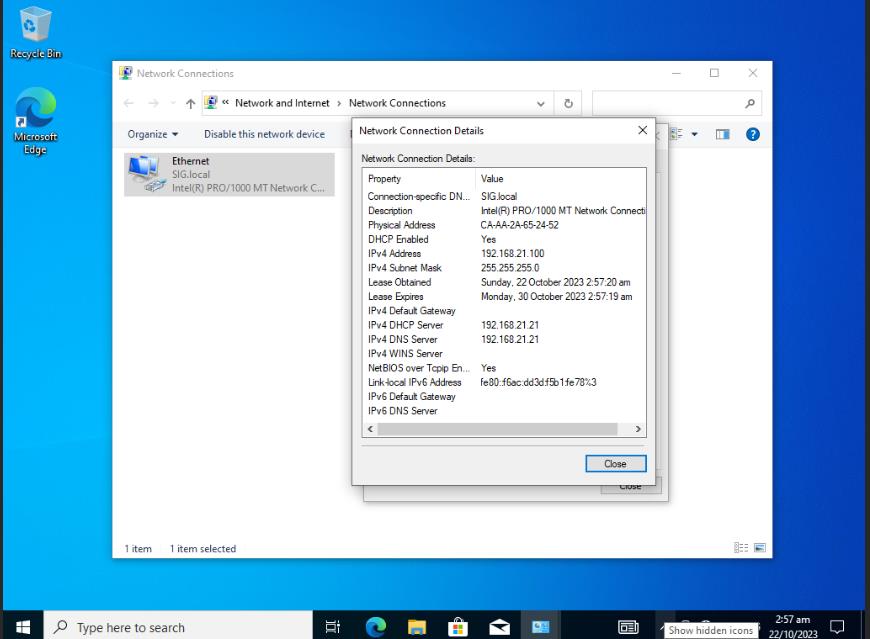 Recycle Bin
Microsoft
Edge
Network Connections
« Network and Internet › Network Connections
Organize
Disable this network device
Ethernet
SIG.local
Intel(R) PRO/1000 MT Network C...
Network Connection Details
Network Connection Details:
Property Value
Connection-specific DN... SIG.local
Description Intel(R) PRO/1000 MT Network Connecti
Physical Address CA-AA-2A-65-24-52
DHCP Enabled Yes
IPv4 Address 192.168.21.100
IPv4 Subnet Mask 255.255.255.0
Lease Obtained Sunday, 22 October 2023 2:57:20 am
Lease Expires Monday, 30 October 2023 2:57:19 am
IPv4 Default Gateway
IPv4 DHCP Server 192.168.21.21
IPv4 DNS Server 192.168.21.21
IPv4 WINS Server
NetBIOS over Tcpip En... Yes
Link-local IPv6 Address fe80::f6ac:dd3d:f5b1:fe78%3
IPv6 Default Gateway
IPv6 DNS Server
Close
Close
1 item 1 item selected
Type here to search
Show hidden icons
2:57 am
22/10/2023